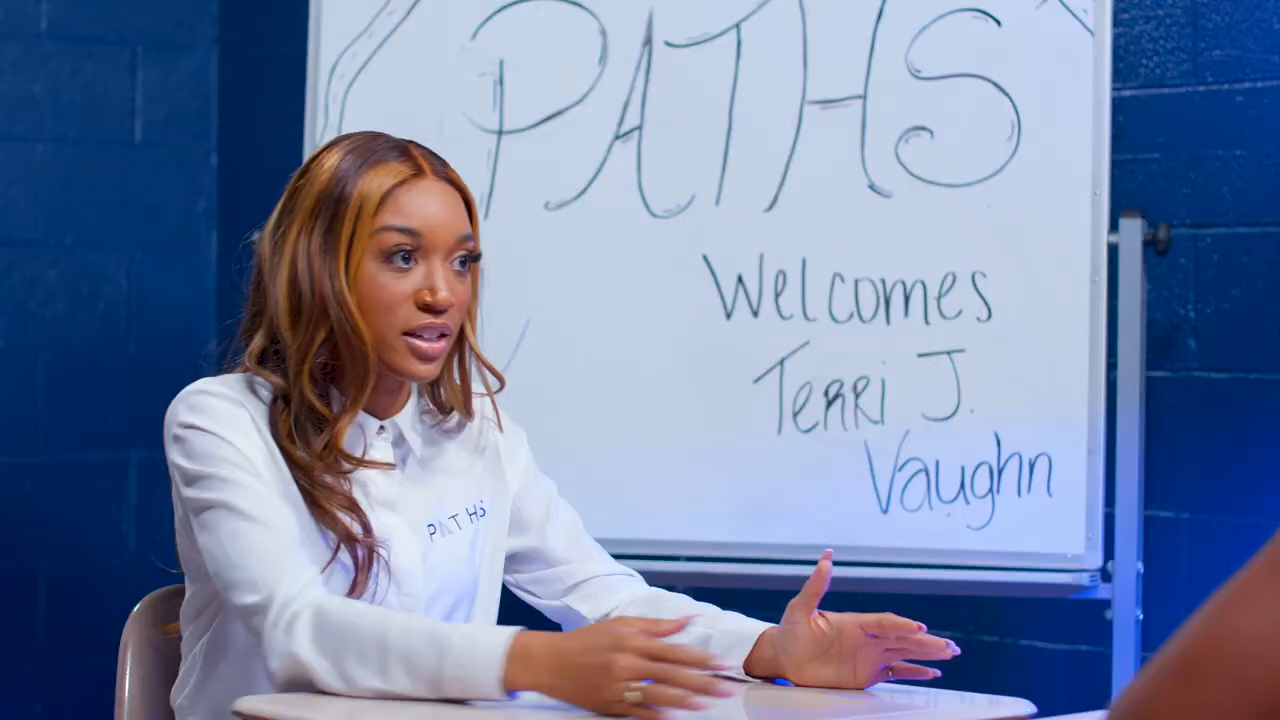 PATHS
Welcomes
Terri J.
Vaughn
PATHS